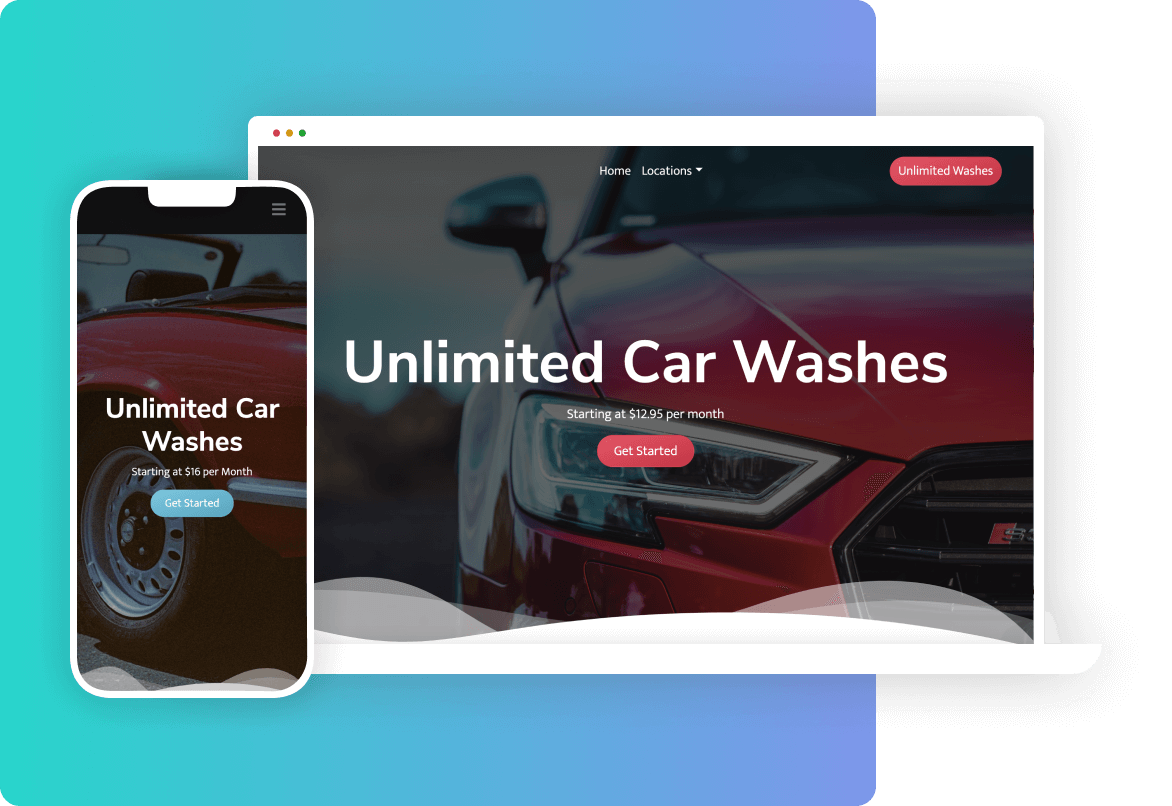 Home Locations
Unlimited Washes
Unlimited Car Washes
Starting at $12.95 per month
Get Started
Unlimited Car
Washes
Starting at $16 per Month
Get Started